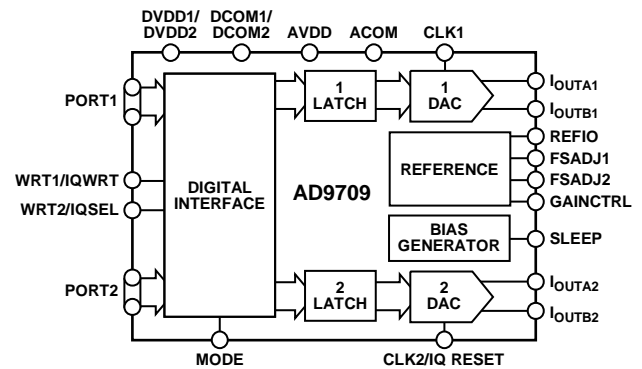 DVDD1/
DVDD2
DCOM1/
DCOM2
AVDD
ACOM
CLK1
PORT1
1
LATCH
1
DAC
IOUTA1
IOUTB1
REFIO
FSADJ1
FSADJ2
GAINCTRL
REFERENCE
WRT1/IQWRT
WRT2/IQSEL
DIGITAL
INTERFACE
AD9709
BIAS
GENERATOR
SLEEP
PORT2
2
LATCH
2
DAC
IOUTA2
IOUTB2
MODE
CLK2/IQ RESET